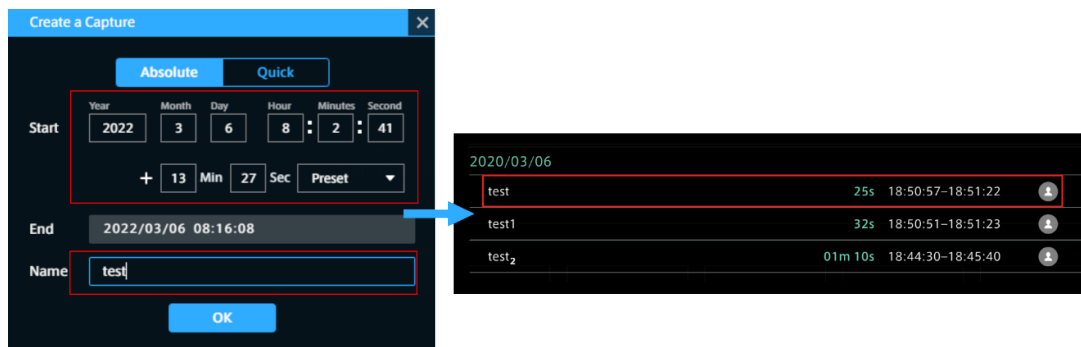 Create a Capture
Absolute Quick
Year Month Day Hour Minutes Second
Start 2022 3 6 8 : 2 : 41
+ 13 Min 27 Sec Preset
End 2022/03/06 08:16:08
Name test
OK
2020/03/06
test 25s 18:50:57–18:51:22
test1 32s 18:50:51–18:51:23
test₂ 01m 10s 18:44:30–18:45:40